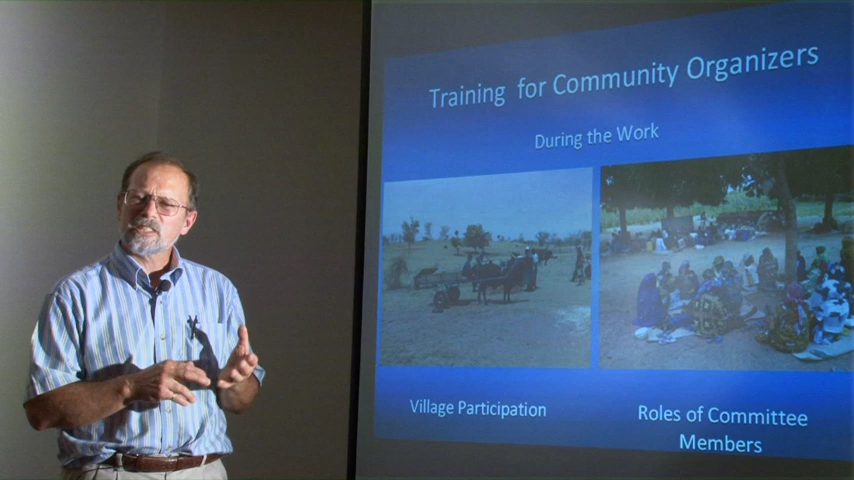 Training for Community Organizers
During the Work
Village Participation
Roles of Committee
Members